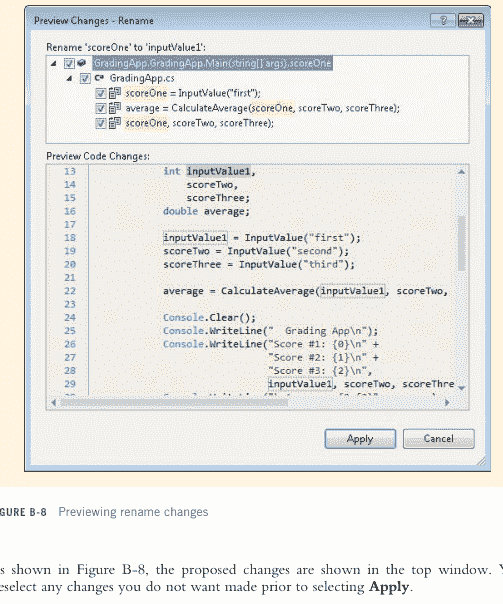 Preview Changes - Rename
Rename 'scoreOne' to 'inputValue1':
GradingApp.GradingApp.Main(string[] args).scoreOne
GradingApp.cs
scoreOne = InputValue("first");
average = CalculateAverage(scoreOne, scoreTwo, scoreThree);
scoreOne, scoreTwo, scoreThree);
Preview Code Changes:
13 int inputValue1,
14 scoreTwo,
15 scoreThree;
16 double average;
17
18 inputValue1 = InputValue("first");
19 scoreTwo = InputValue("second");
20 scoreThree = InputValue("third");
21
22 average = CalculateAverage(inputValue1, scoreTwo,
23
24 Console.Clear();
25 Console.WriteLine(" Grading App\n");
26 Console.WriteLine("Score #1: {0}\n" +
27 "Score #2: {1}\n" +
28 "Score #3: {2}\n",
29 inputValue1, scoreTwo, scoreThre
Apply Cancel
GURE B-8 Previewing rename changes
s shown in Figure B-8, the proposed changes are shown in the top window. Y
eselect any changes you do not want made prior to selecting Apply.